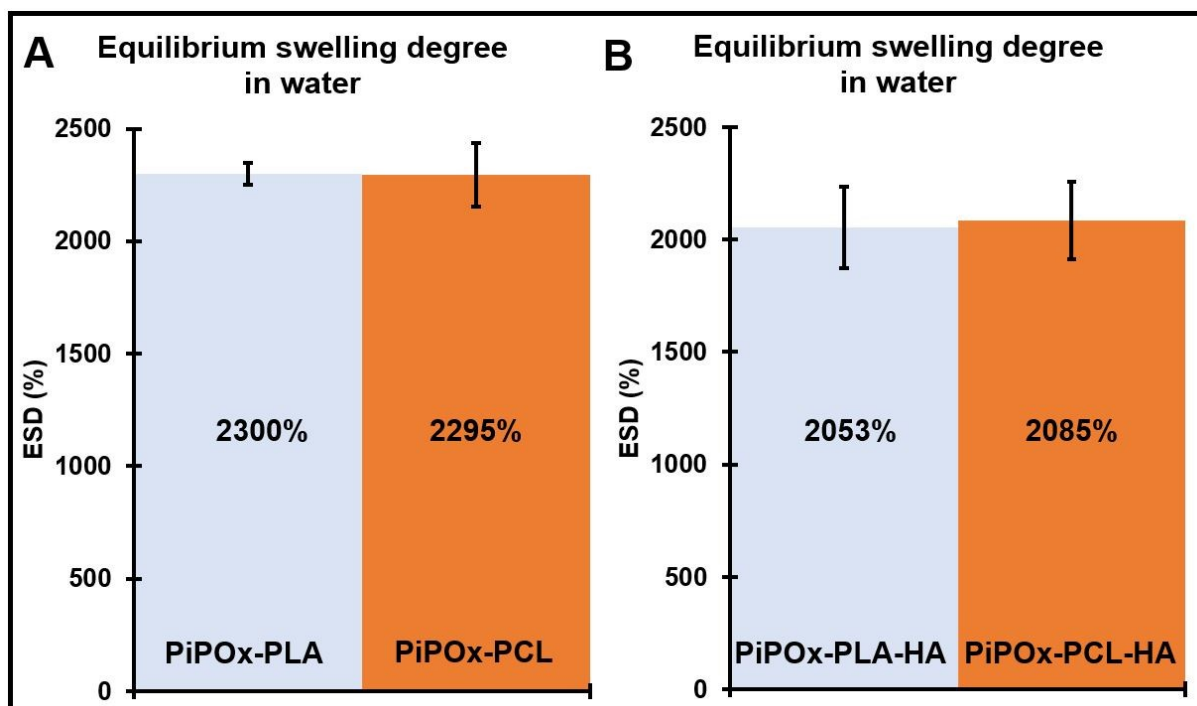 A
Equilibrium swelling degree
in water
2500
2000
1500
1000
500
0
ESD (%)
2300%
2295%
PiPOx-PLA
PiPOx-PCL
B
Equilibrium swelling degree
in water
2500
2000
1500
1000
500
0
ESD (%)
2053%
2085%
PiPOx-PLA-HA
PiPOx-PCL-HA